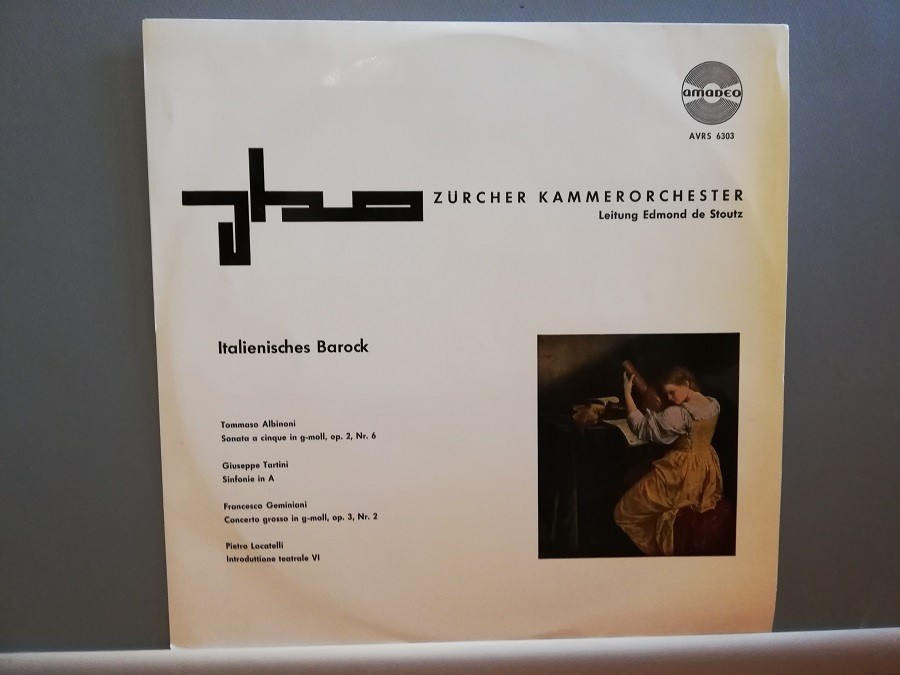 amadeo
AVRS 6303
zko
ZÜRCHER KAMMERORCHESTER
Leitung Edmond de Stoutz
Italienisches Barock
Tommaso Albinoni
Sonata a cinque in g-moll, op. 2, Nr. 6
Giuseppe Tartini
Sinfonie in A
Francesco Geminiani
Concerto grosso in g-moll, op. 3, Nr. 2
Pietro Locatelli
Introduttione teatrale VI